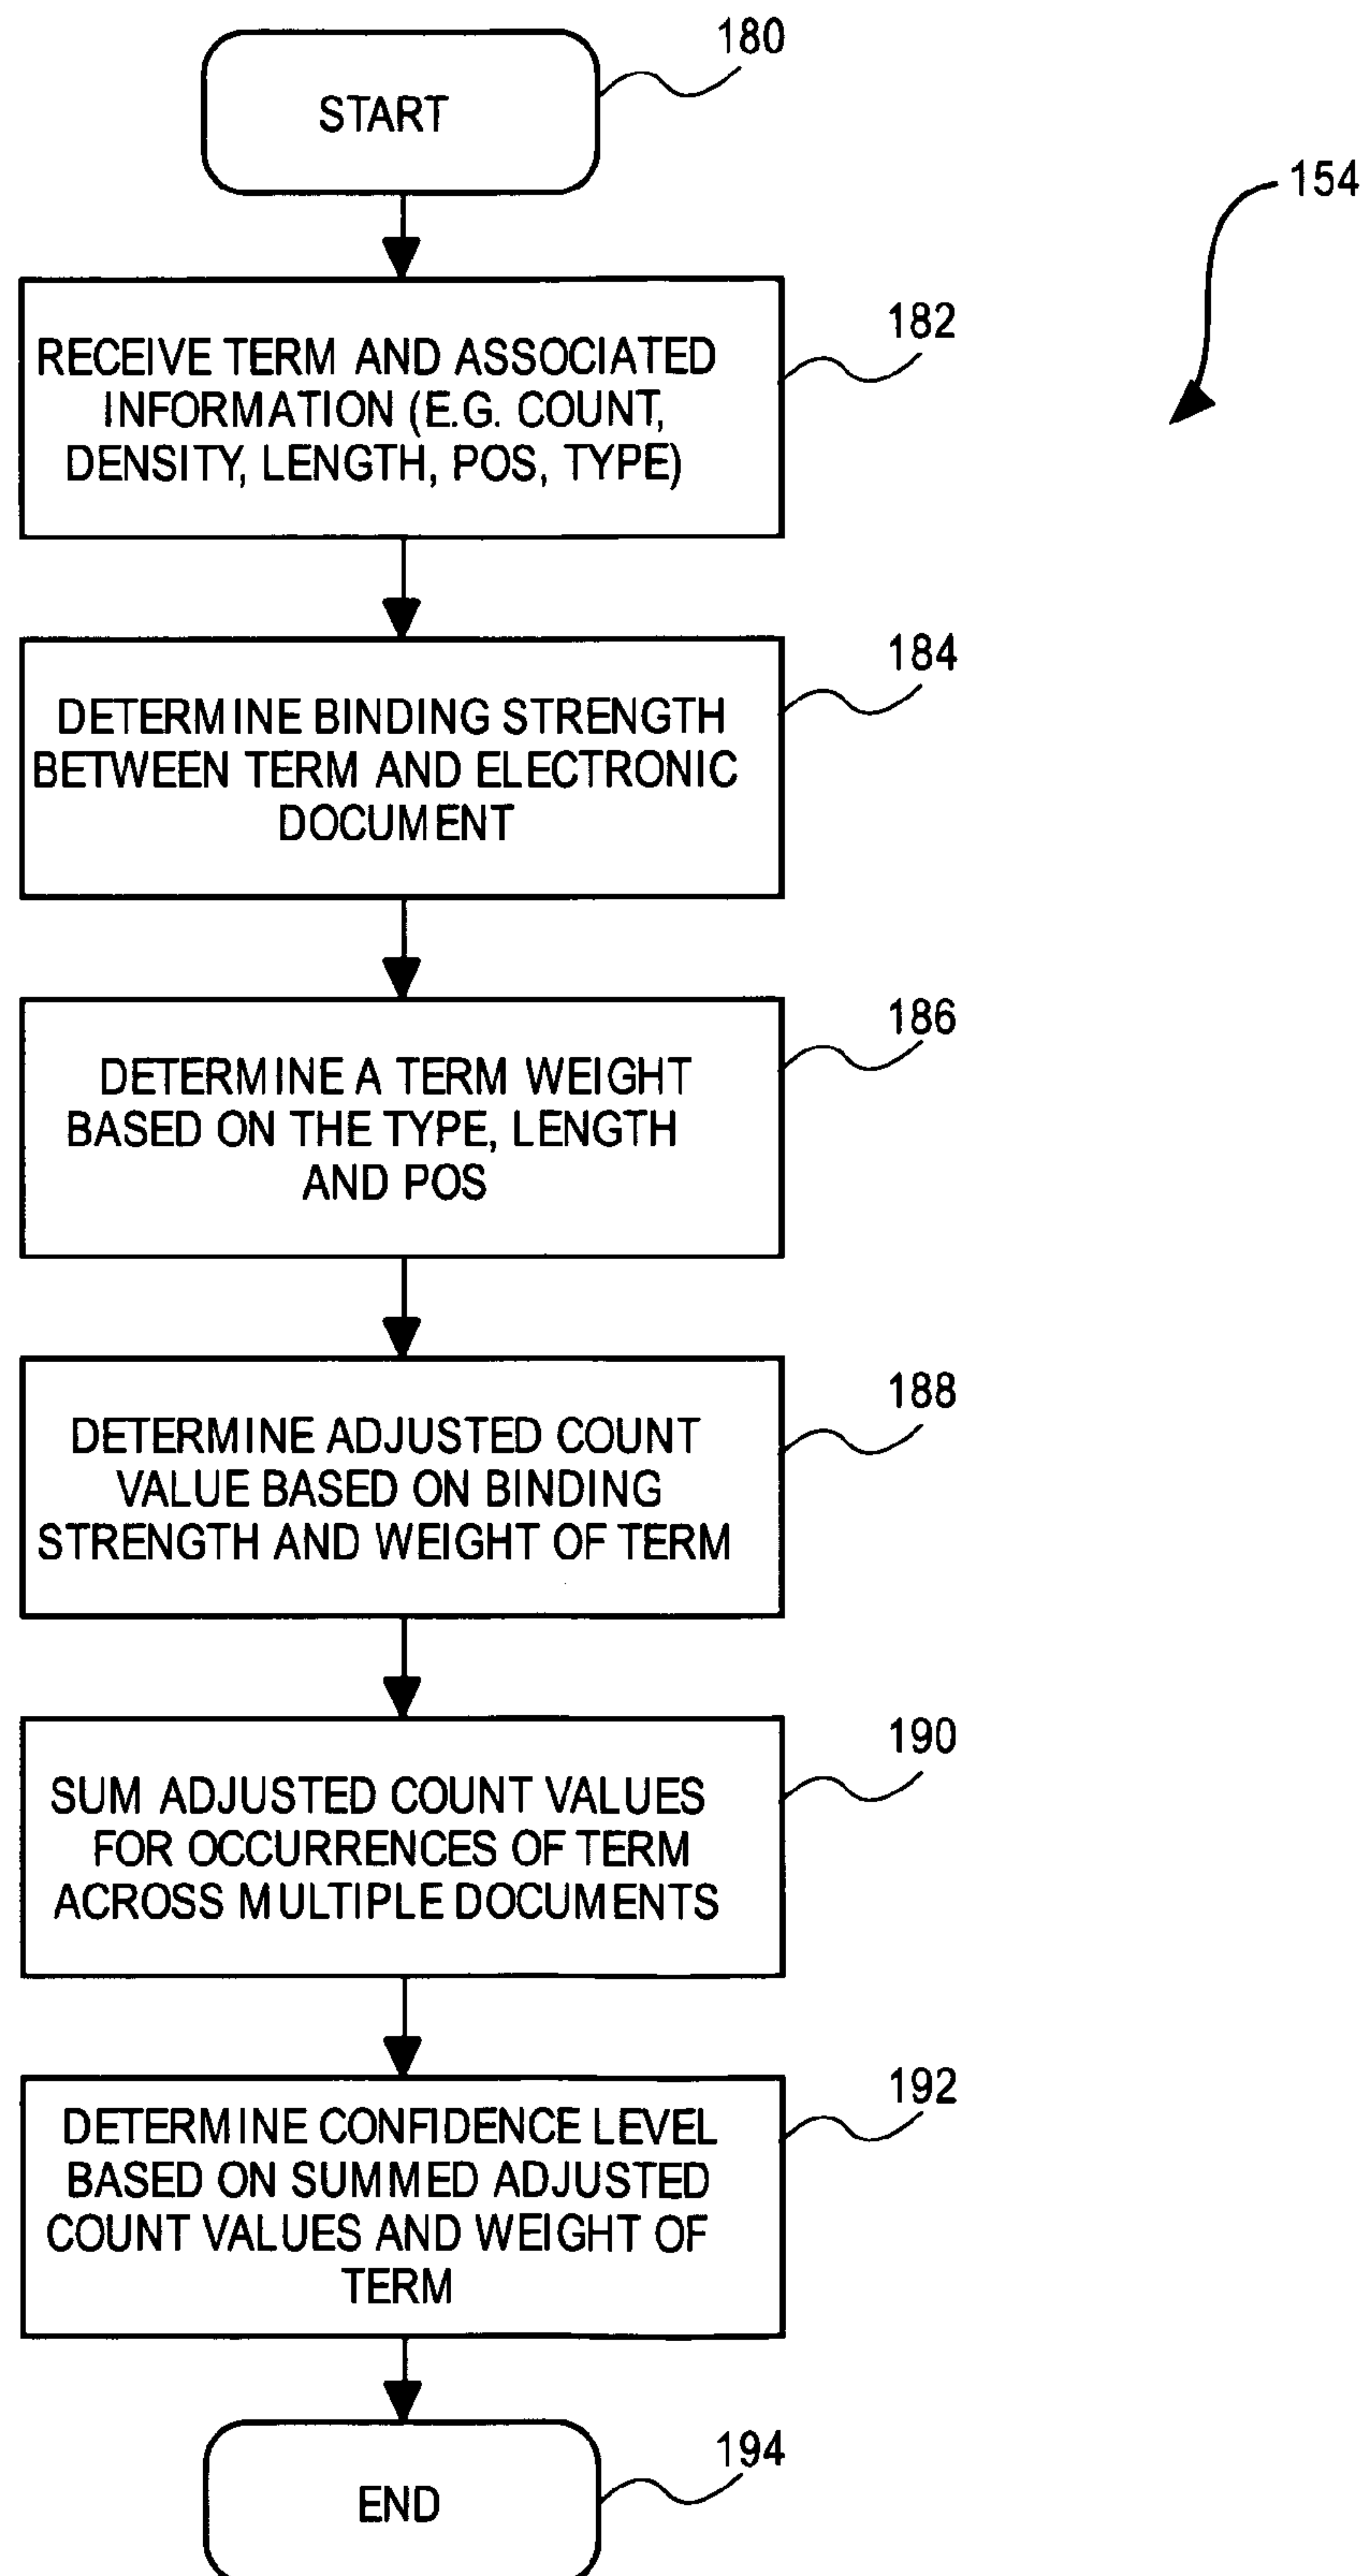 180
START
154
182
RECEIVE TERM AND ASSOCIATED
INFORMATION (E.G. COUNT,
DENSITY, LENGTH, POS, TYPE)
184
DETERMINE BINDING STRENGTH
BETWEEN TERM AND ELECTRONIC
DOCUMENT
186
DETERMINE A TERM WEIGHT
BASED ON THE TYPE, LENGTH
AND POS
188
DETERMINE ADJUSTED COUNT
VALUE BASED ON BINDING
STRENGTH AND WEIGHT OF TERM
190
SUM ADJUSTED COUNT VALUES
FOR OCCURRENCES OF TERM
ACROSS MULTIPLE DOCUMENTS
192
DETERMINE CONFIDENCE LEVEL
BASED ON SUMMED ADJUSTED
COUNT VALUES AND WEIGHT OF
TERM
194
END